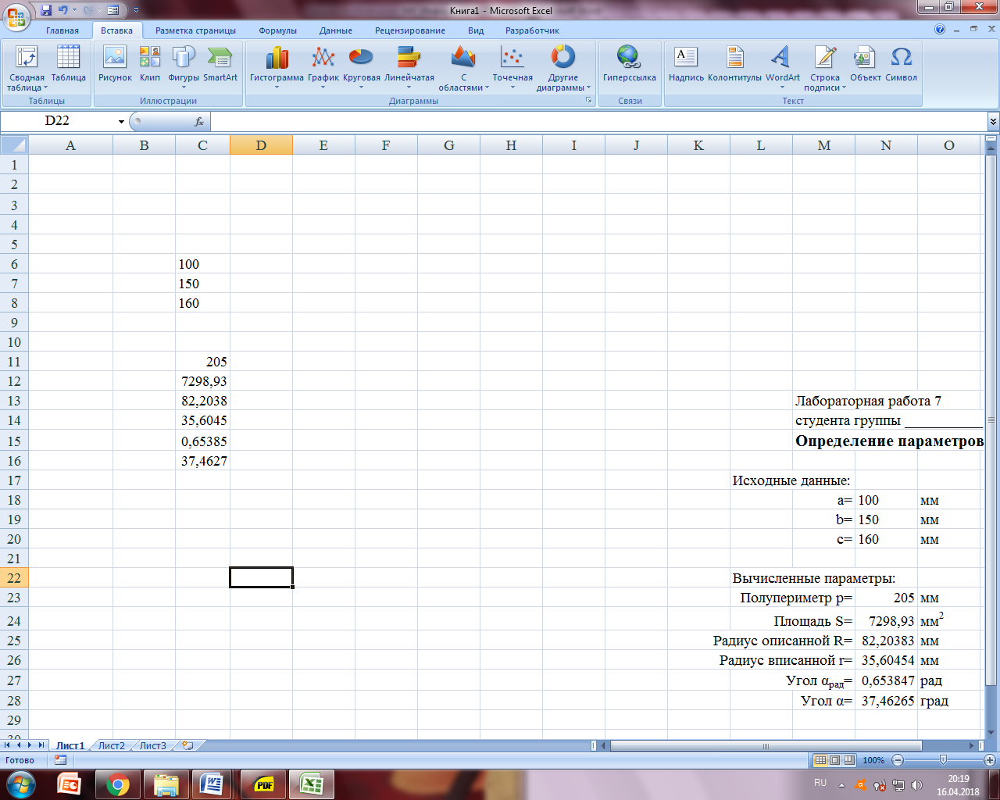 Книга1 - Microsoft Excel
Главная Вставка Разметка страницы Формулы Данные Рецензирование Вид Разработчик
Сводная таблица Таблица Рисунок Клип Фигуры SmartArt Гистограмма График Круговая Линейчатая С областями Точечная Другие диаграммы Гиперссылка Надпись Колонтитулы WordArt Строка подписи Объект Символ
Таблицы Иллюстрации Диаграммы Связи Текст
D22 fx
A B C D E F G H I J K L M N O
1
2
3
4
5
6 100
7 150
8 160
9
10
11 205
12 7298,93
13 82,2038 Лабораторная работа 7
14 35,6045 студента группы ___________
15 0,65385 Определение параметров
16 37,4627
17 Исходные данные:
18 a= 100 мм
19 b= 150 мм
20 c= 160 мм
21
22 Вычисленные параметры:
23 Полупериметр p= 205 мм
24 Площадь S= 7298,93 мм2
25 Радиус описанной R= 82,20383 мм
26 Радиус вписанной r= 35,60454 мм
27 Угол αрад= 0,653847 рад
28 Угол α= 37,46265 град
29
30
Лист1 Лист2 Лист3
Готово 100%
PDF RU 20:19
16.04.2018